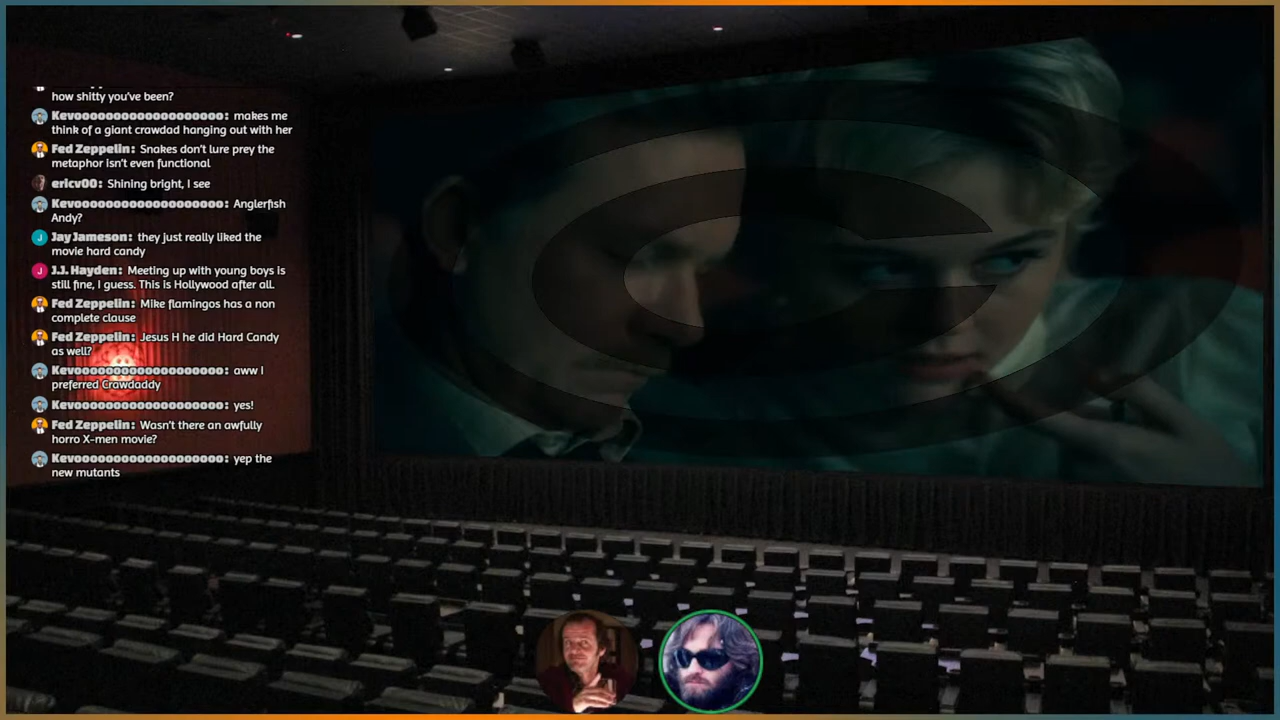 how shitty you've been?
Kevoooooooooooooooooooo: makes me
think of a giant crawdad hanging out with her
Fed Zeppelin: Snakes don't lure prey the
metaphor isn't even functional
ericv00: Shining bright, I see
Kevoooooooooooooooooooo: Anglerfish
Andy?
J JayJameson: they just really liked the
movie hard candy
J J.J. Hayden: Meeting up with young boys is
still fine, I guess. This is Hollywood after all.
Fed Zeppelin: Mike flamingos has a non
complete clause
Fed Zeppelin: Jesus H he did Hard Candy
as well?
Kevoooooooooooooooooooo: aww I
preferred Crawdaddy
Kevoooooooooooooooooooo: yes!
Fed Zeppelin: Wasn't there an awfully
horro X-men movie?
Kevoooooooooooooooooooo: yep the
new mutants